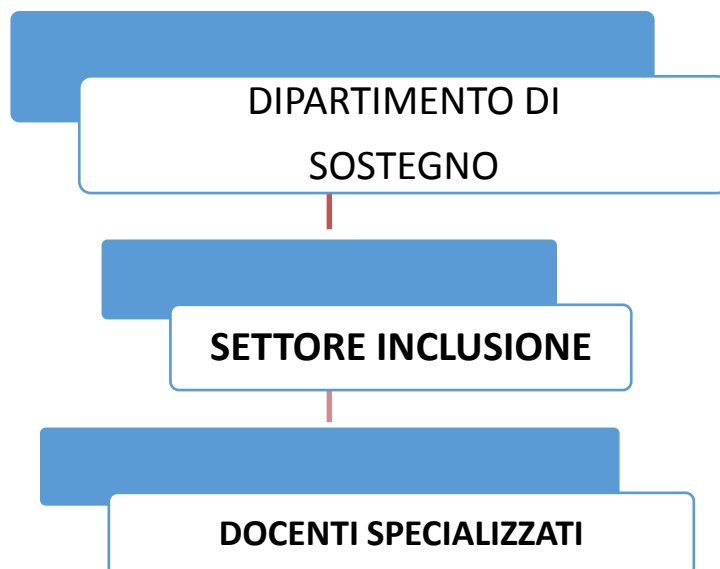 DIPARTIMENTO DI
SOSTEGNO
SETTORE INCLUSIONE
DOCENTI SPECIALIZZATI